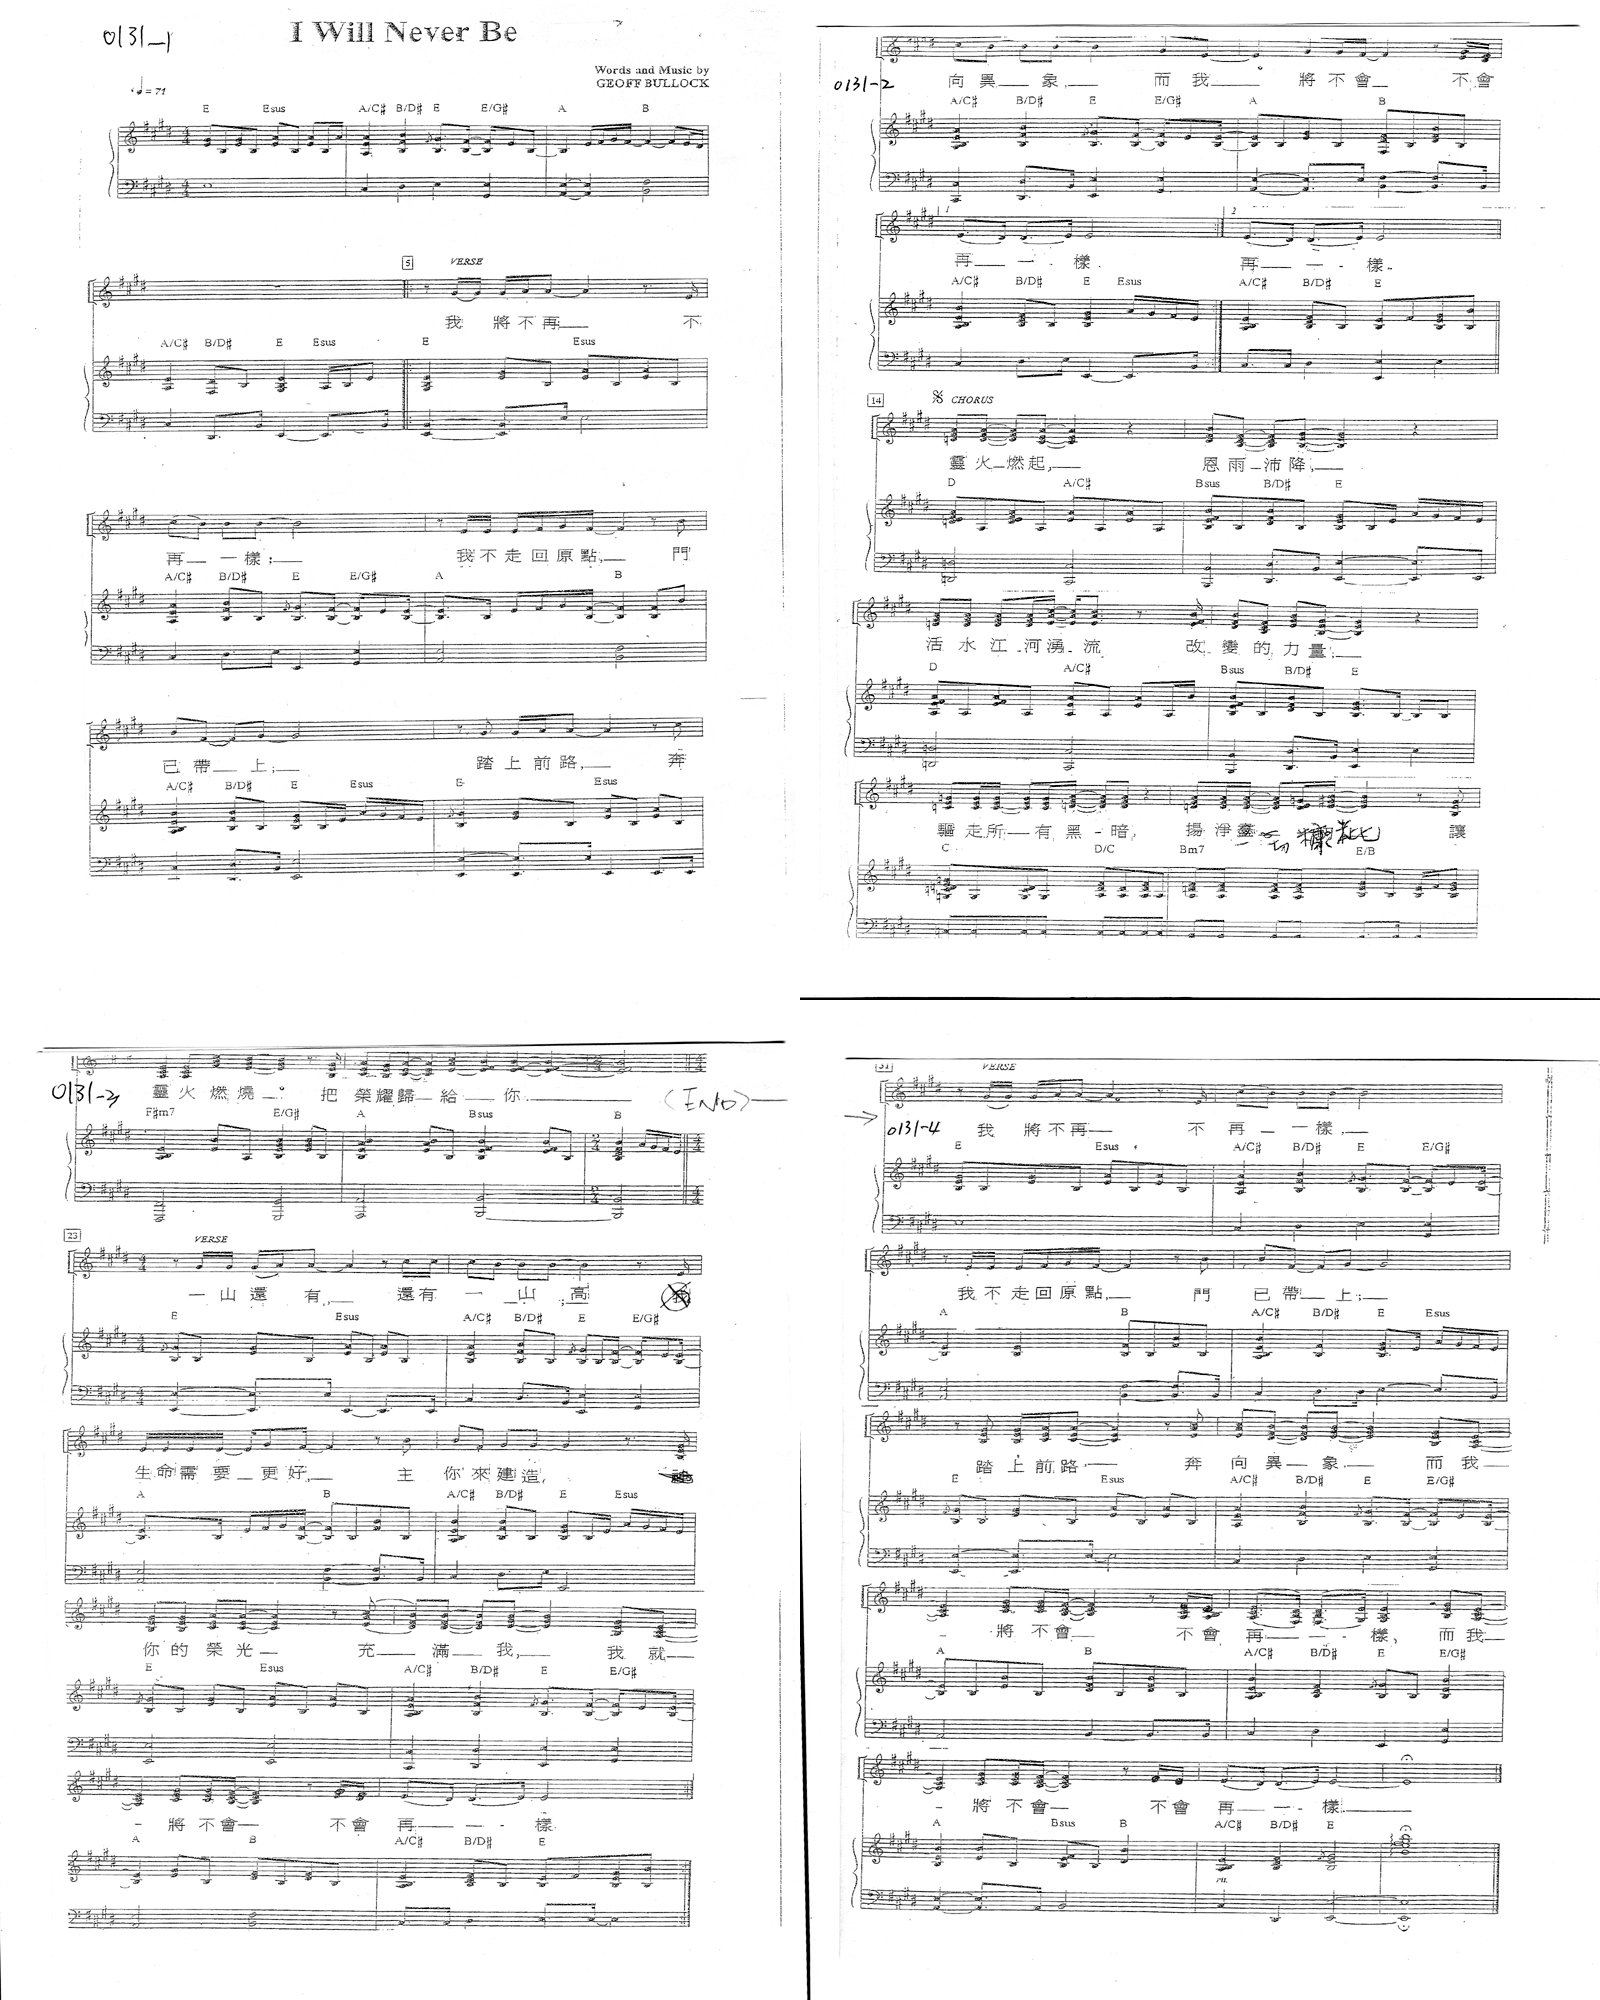 0131-1
I Will Never Be
Words and Music by
GEOFF BULLOCK
♩= 71
E Esus A/C♯ B/D♯ E E/G♯ A B
5 VERSE
我 將不再 不
A/C♯ B/D♯ E Esus E Esus
再 一樣; 我不走回原點, 門
A/C♯ B/D♯ E E/G♯ A B
已帶 上; 踏上前路, 奔
A/C♯ B/D♯ E Esus E Esus
0131-2
向異 象, 而我 將不會 不會
A/C♯ B/D♯ E E/G♯ A B
1 2
再 一 樣. 再 一 樣.
A/C♯ B/D♯ E Esus A/C♯ B/D♯ E
14 CHORUS
靈火 燃起, 恩雨 沛降,
D A/C♯ Bsus B/D♯ E
活水江 河湧 流 改 變的力量;
D A/C♯ Bsus B/D♯ E
驅走所 有黑 暗, 揚淨 讓
C D/C Bm7 E/B
0131-3
靈火燃燒 。 把榮耀歸 給 你 (END)
F♯m7 E/G♯ A Bsus B
23 VERSE
一山還 有, 還有 一 山 高
E Esus A/C♯ B/D♯ E E/G♯
生命需要 更好, 主 你來建造,
A B A/C♯ B/D♯ E Esus
你的榮光 充 滿 我, 我就
E Esus A/C♯ B/D♯ E E/G♯
將不會 不會 再 一 樣
A B A/C♯ B/D♯ E
31 VERSE
0131-4 我 將不再 不 再 一樣,
E Esus A/C♯ B/D♯ E E/G♯
我不走回原點, 門 已帶 上;
A B A/C♯ B/D♯ E Esus
踏上前路 奔 向異 象 而我
E Esus A/C♯ B/D♯ E E/G♯
將不會 不會 再 一 樣, 而我
A B A/C♯ B/D♯ E E/G♯
將不會 不會 再 一 樣
A Bsus B A/C♯ B/D♯ E
rit.